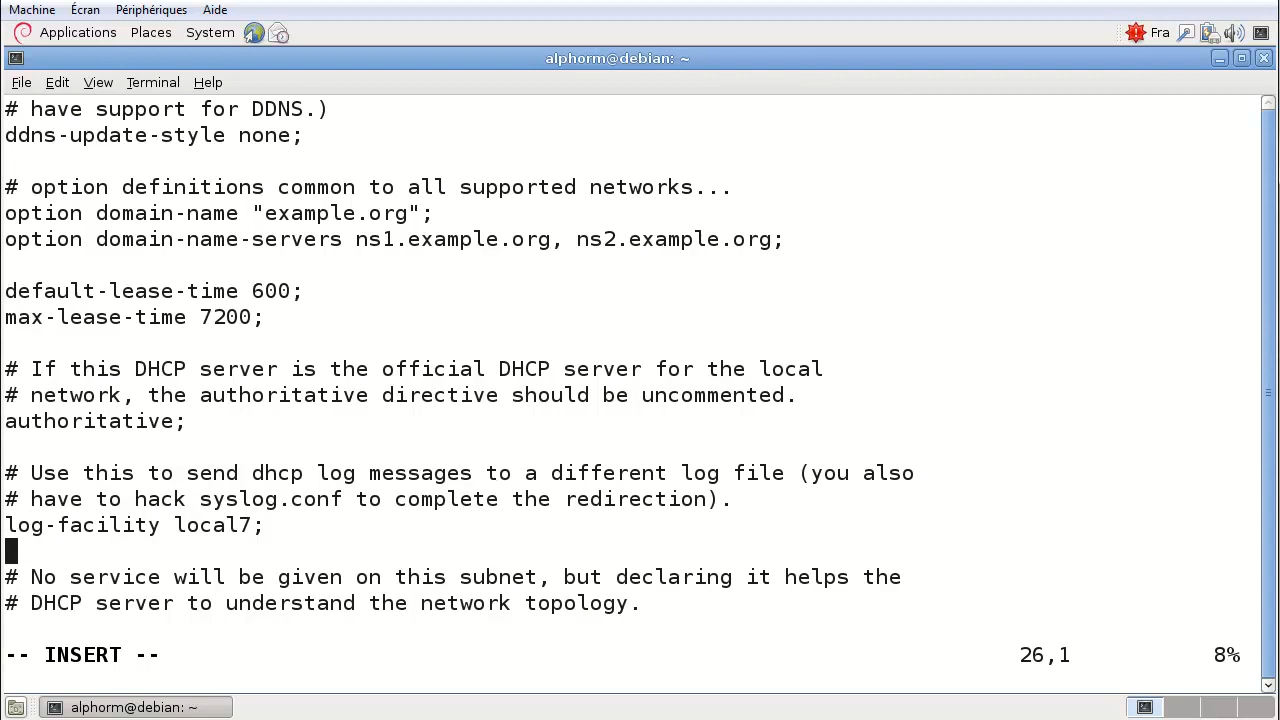 Machine Écran Périphériques Aide
Applications Places System Fra
alphorm@debian: ~
File Edit View Terminal Help
# have support for DDNS.)
ddns-update-style none;
# option definitions common to all supported networks...
option domain-name "example.org";
option domain-name-servers ns1.example.org, ns2.example.org;
default-lease-time 600;
max-lease-time 7200;
# If this DHCP server is the official DHCP server for the local
# network, the authoritative directive should be uncommented.
authoritative;
# Use this to send dhcp log messages to a different log file (you also
# have to hack syslog.conf to complete the redirection).
log-facility local7;
# No service will be given on this subnet, but declaring it helps the
# DHCP server to understand the network topology.
-- INSERT -- 26,1 8%
alphorm@debian: ~